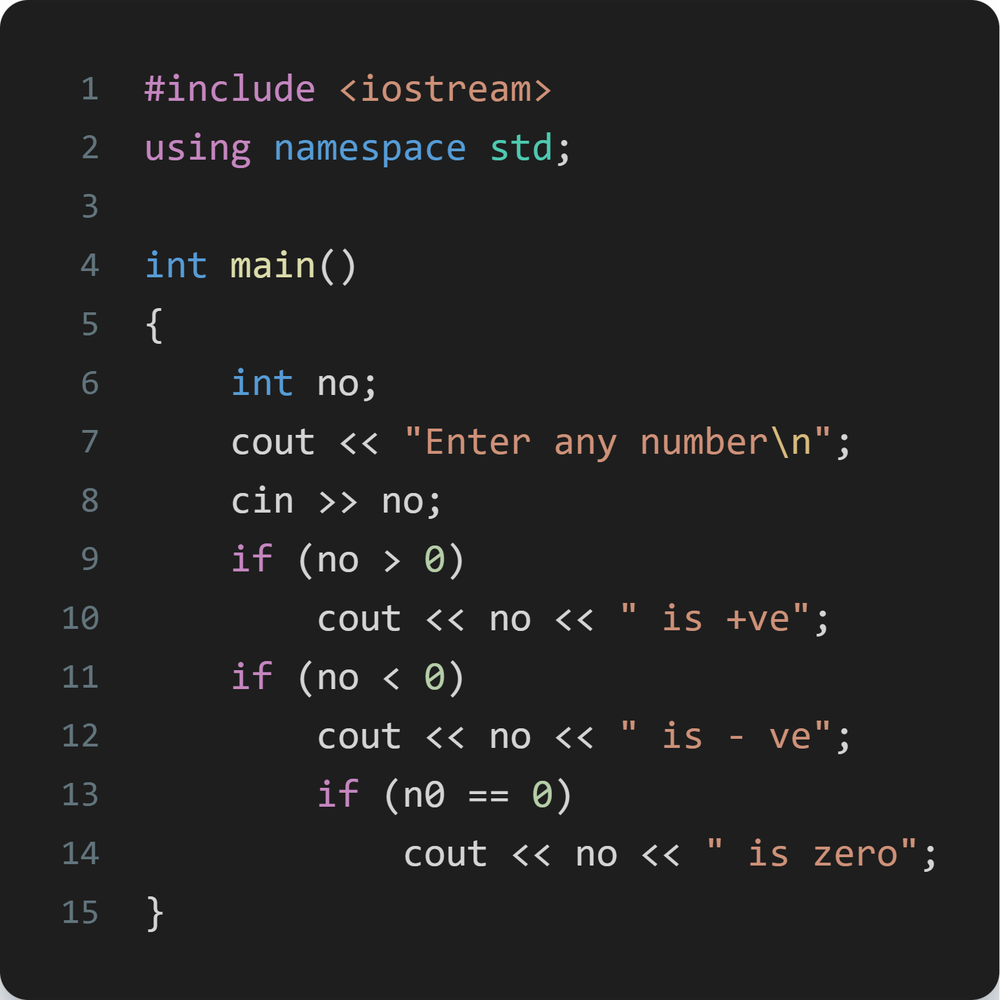 1 #include <iostream>
2 using namespace std;
3
4 int main()
5 {
6     int no;
7     cout << "Enter any number\n";
8     cin >> no;
9     if (no > 0)
10         cout << no << " is +ve";
11     if (no < 0)
12         cout << no << " is - ve";
13         if (n0 == 0)
14             cout << no << " is zero";
15 }